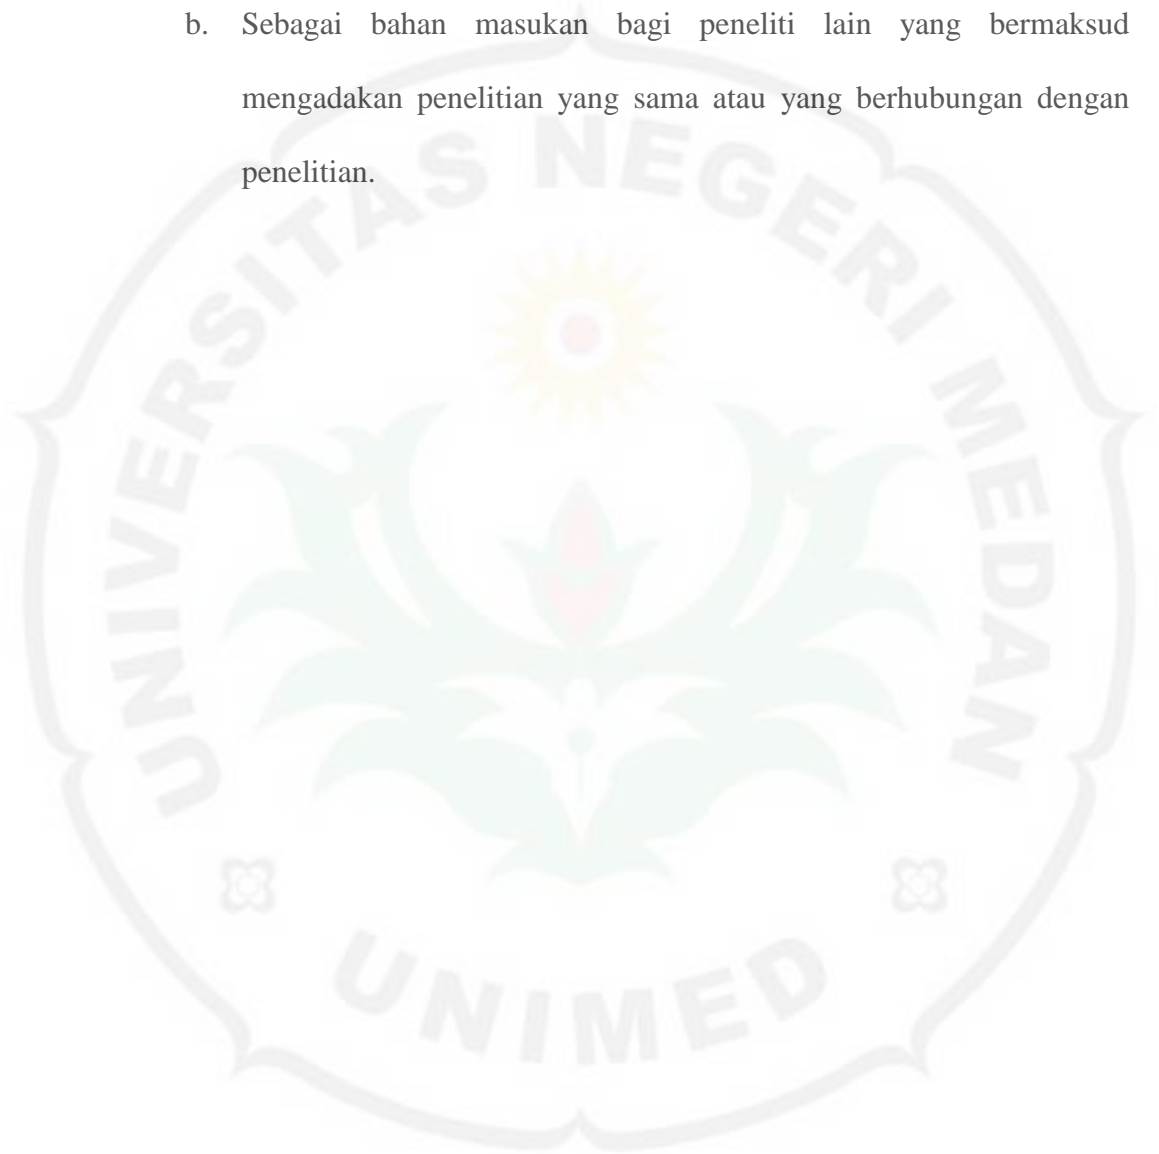 b. Sebagai bahan masukan bagi peneliti lain yang bermaksud
mengadakan penelitian yang sama atau yang berhubungan dengan
penelitian.
UNIVERSITAS NEGERI MEDAN
UNIMED